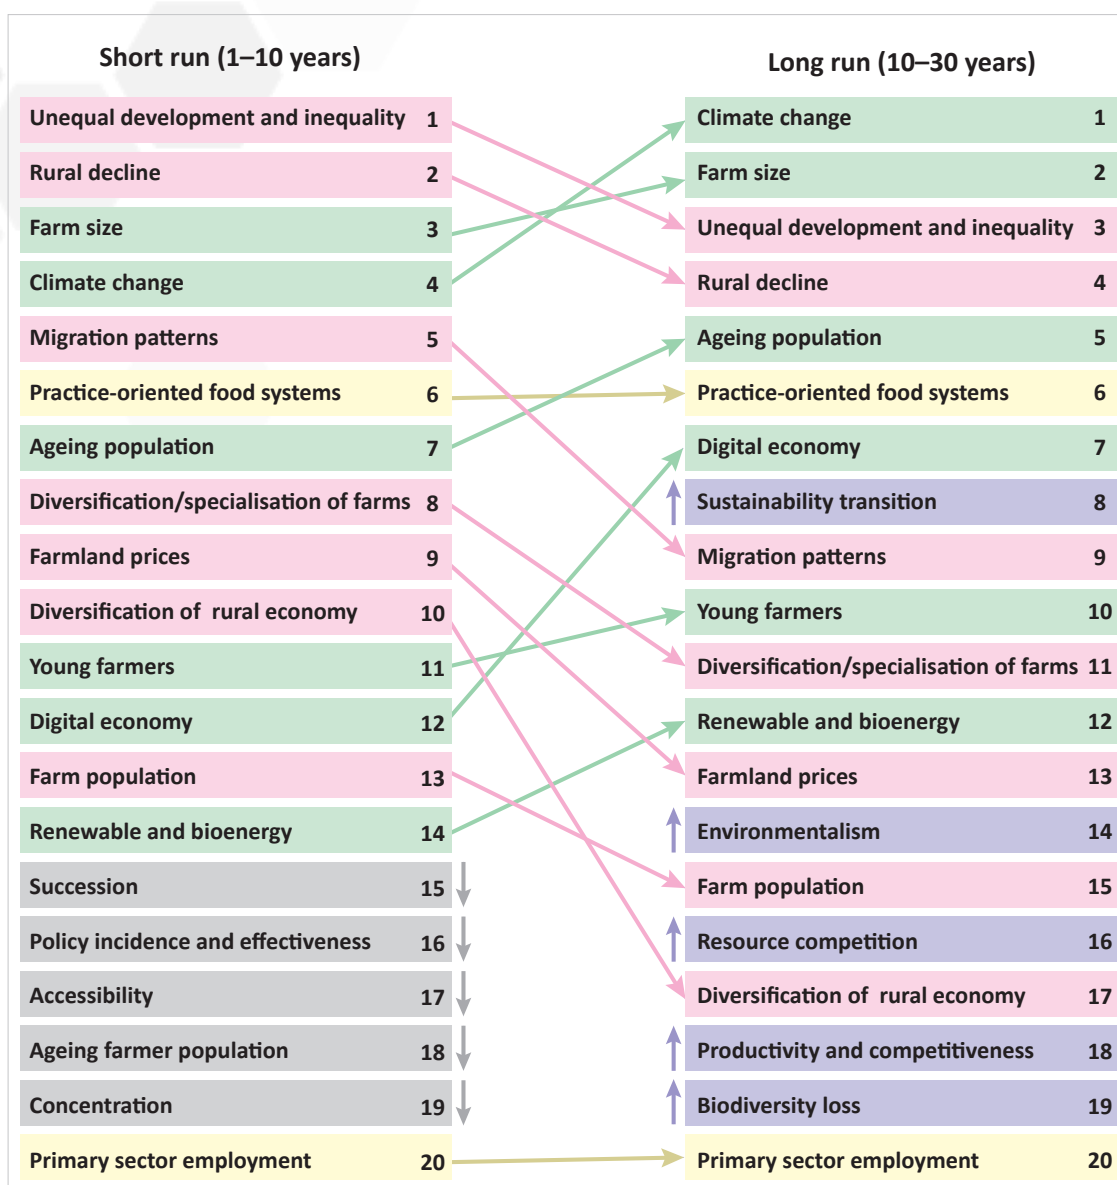 Short run (1–10 years)
Unequal development and inequality 1
Rural decline 2
Farm size 3
Climate change 4
Migration patterns 5
Practice-oriented food systems 6
Ageing population 7
Diversification/specialisation of farms 8
Farmland prices 9
Diversification of rural economy 10
Young farmers 11
Digital economy 12
Farm population 13
Renewable and bioenergy 14
Succession 15
Policy incidence and effectiveness 16
Accessibility 17
Ageing farmer population 18
Concentration 19
Primary sector employment 20
Long run (10–30 years)
Climate change 1
Farm size 2
Unequal development and inequality 3
Rural decline 4
Ageing population 5
Practice-oriented food systems 6
Digital economy 7
Sustainability transition 8
Migration patterns 9
Young farmers 10
Diversification/specialisation of farms 11
Renewable and bioenergy 12
Farmland prices 13
Environmentalism 14
Farm population 15
Resource competition 16
Diversification of rural economy 17
Productivity and competitiveness 18
Biodiversity loss 19
Primary sector employment 20